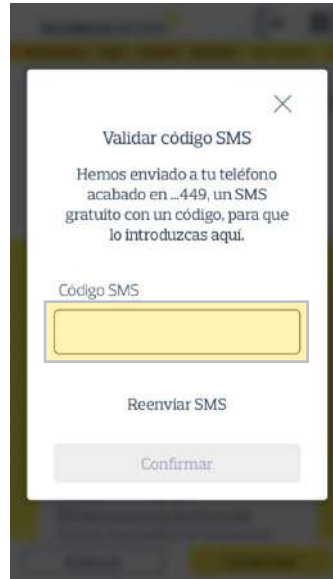 Validar código SMS
Hemos enviado a tu teléfono
acabado en ...449, un SMS
gratuito con un código, para que
lo introduzcas aquí.
Código SMS
Reenviar SMS
Confirmar